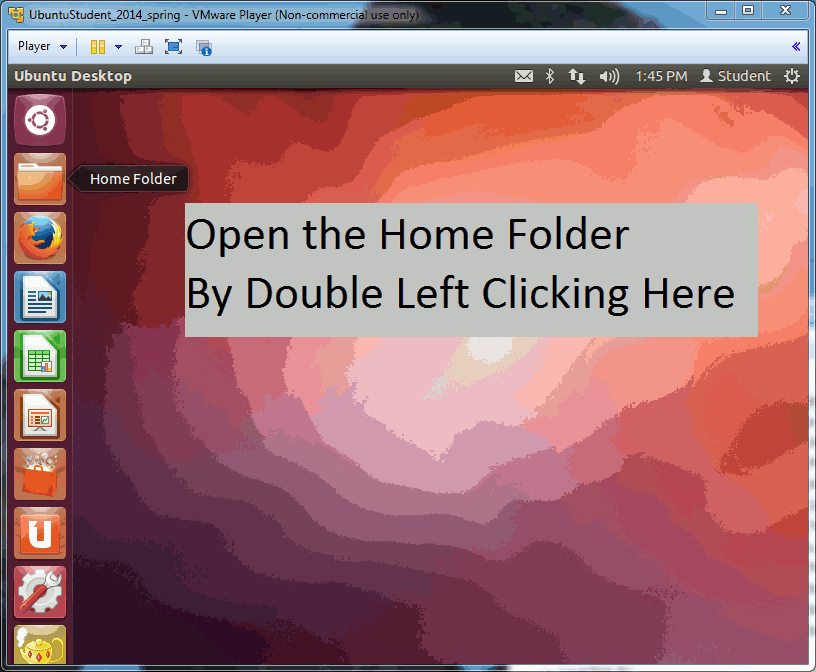 UbuntuStudent_2014_spring - VMware Player (Non-commercial use only)
Player
Ubuntu Desktop 1:45 PM Student
Home Folder
Open the Home Folder
By Double Left Clicking Here